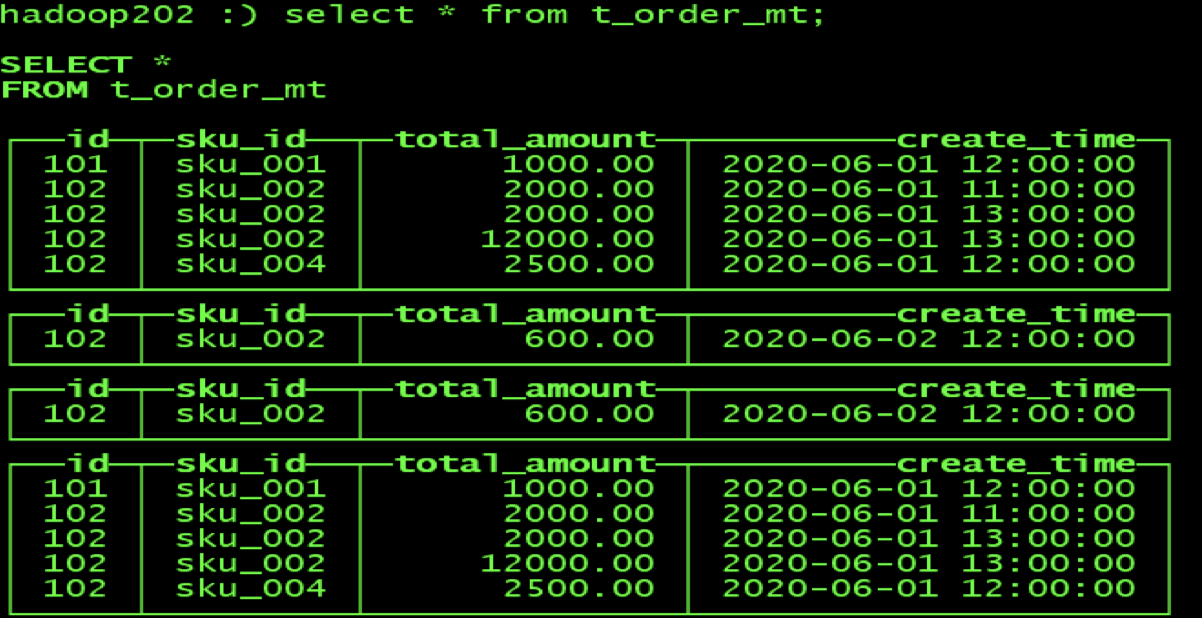 hadoop202 :) select * from t_order_mt;
SELECT *
FROM t_order_mt
id sku_id total_amount create_time
101 sku_001 1000.00 2020-06-01 12:00:00
102 sku_002 2000.00 2020-06-01 11:00:00
102 sku_002 2000.00 2020-06-01 13:00:00
102 sku_002 12000.00 2020-06-01 13:00:00
102 sku_004 2500.00 2020-06-01 12:00:00
id sku_id total_amount create_time
102 sku_002 600.00 2020-06-02 12:00:00
id sku_id total_amount create_time
102 sku_002 600.00 2020-06-02 12:00:00
id sku_id total_amount create_time
101 sku_001 1000.00 2020-06-01 12:00:00
102 sku_002 2000.00 2020-06-01 11:00:00
102 sku_002 2000.00 2020-06-01 13:00:00
102 sku_002 12000.00 2020-06-01 13:00:00
102 sku_004 2500.00 2020-06-01 12:00:00